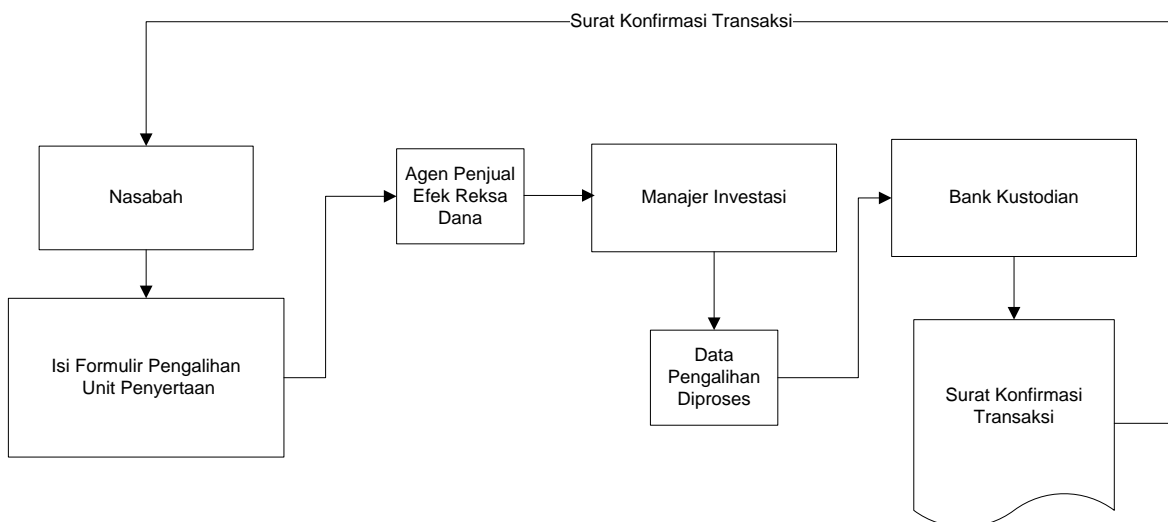 Surat Konfirmasi Transaksi
Nasabah
Agen Penjual
Efek Reksa
Dana
Manajer Investasi
Bank Kustodian
Isi Formulir Pengalihan
Unit Penyertaan
Data
Pengalihan
Diproses
Surat Konfirmasi
Transaksi